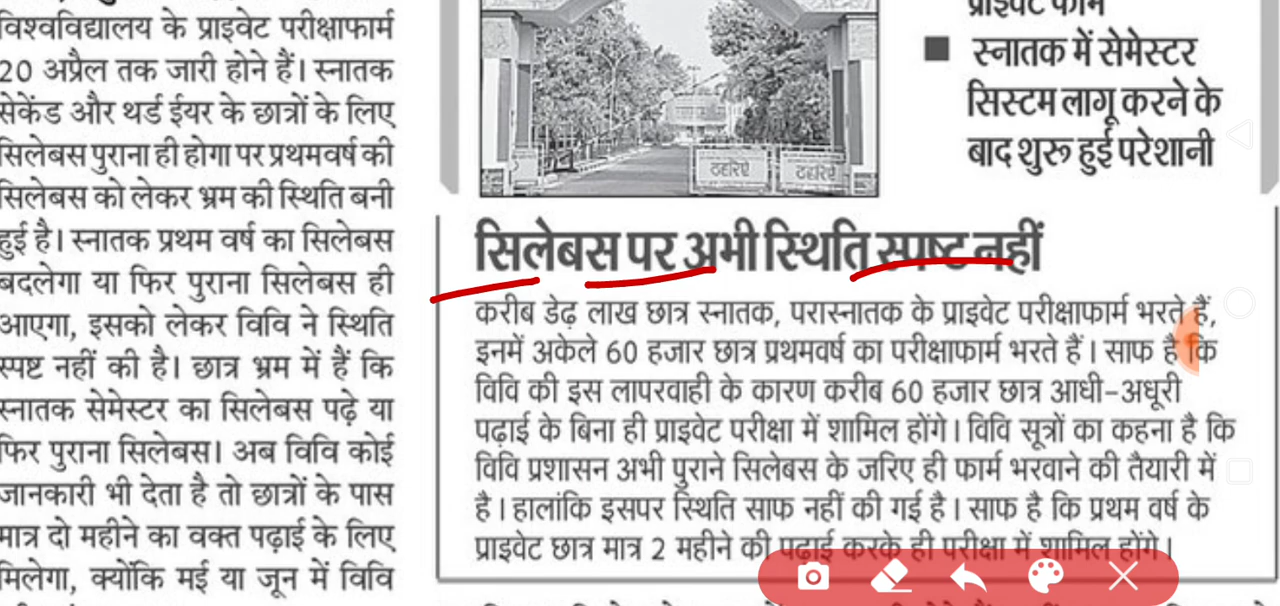 विश्वविद्यालय के प्राइवेट परीक्षाफार्म
20 अप्रैल तक जारी होने हैं। स्नातक
सेकेंड और थर्ड ईयर के छात्रों के लिए
सिलेबस पुराना ही होगा पर प्रथमवर्ष की
सिलेबस को लेकर भ्रम की स्थिति बनी
हुई है। स्नातक प्रथम वर्ष का सिलेबस
बदलेगा या फिर पुराना सिलेबस ही
आएगा, इसको लेकर विवि ने स्थिति
स्पष्ट नहीं की है। छात्र भ्रम में हैं कि
स्नातक सेमेस्टर का सिलेबस पढ़े या
फिर पुराना सिलेबस। अब विवि कोई
जानकारी भी देता है तो छात्रों के पास
मात्र दो महीने का वक्त पढ़ाई के लिए
मिलेगा, क्योंकि मई या जून में विवि
ठहरिऐ
ठहरिऐ
प्राइवेट फार्म
■ स्नातक में सेमेस्टर
सिस्टम लागू करने के
बाद शुरू हुई परेशानी
सिलेबस पर अभी स्थिति स्पष्ट नहीं
करीब डेढ़ लाख छात्र स्नातक, परास्नातक के प्राइवेट परीक्षाफार्म भरते हैं,
इनमें अकेले 60 हजार छात्र प्रथमवर्ष का परीक्षाफार्म भरते हैं। साफ है कि
विवि की इस लापरवाही के कारण करीब 60 हजार छात्र आधी-अधूरी
पढ़ाई के बिना ही प्राइवेट परीक्षा में शामिल होंगे। विवि सूत्रों का कहना है कि
विवि प्रशासन अभी पुराने सिलेबस के जरिए ही फार्म भरवाने की तैयारी में
है। हालांकि इसपर स्थिति साफ नहीं की गई है। साफ है कि प्रथम वर्ष के
प्राइवेट छात्र मात्र 2 महीने की पढ़ाई करके ही परीक्षा में शामिल होंगे।